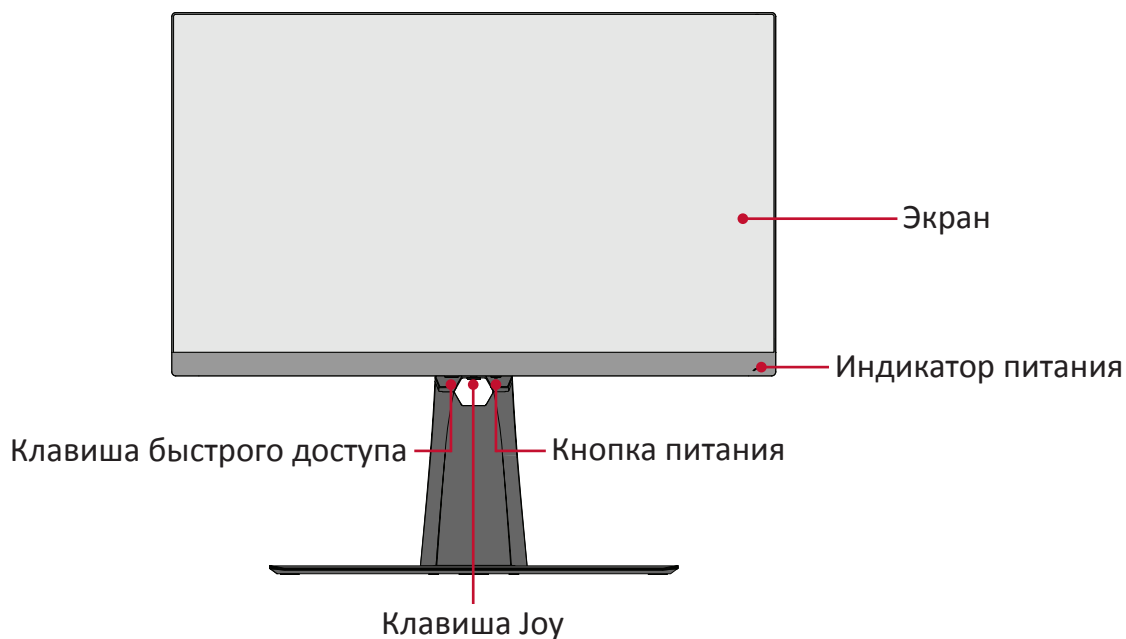 Экран
Индикатор питания
Клавиша быстрого доступа
Кнопка питания
Клавиша Joy